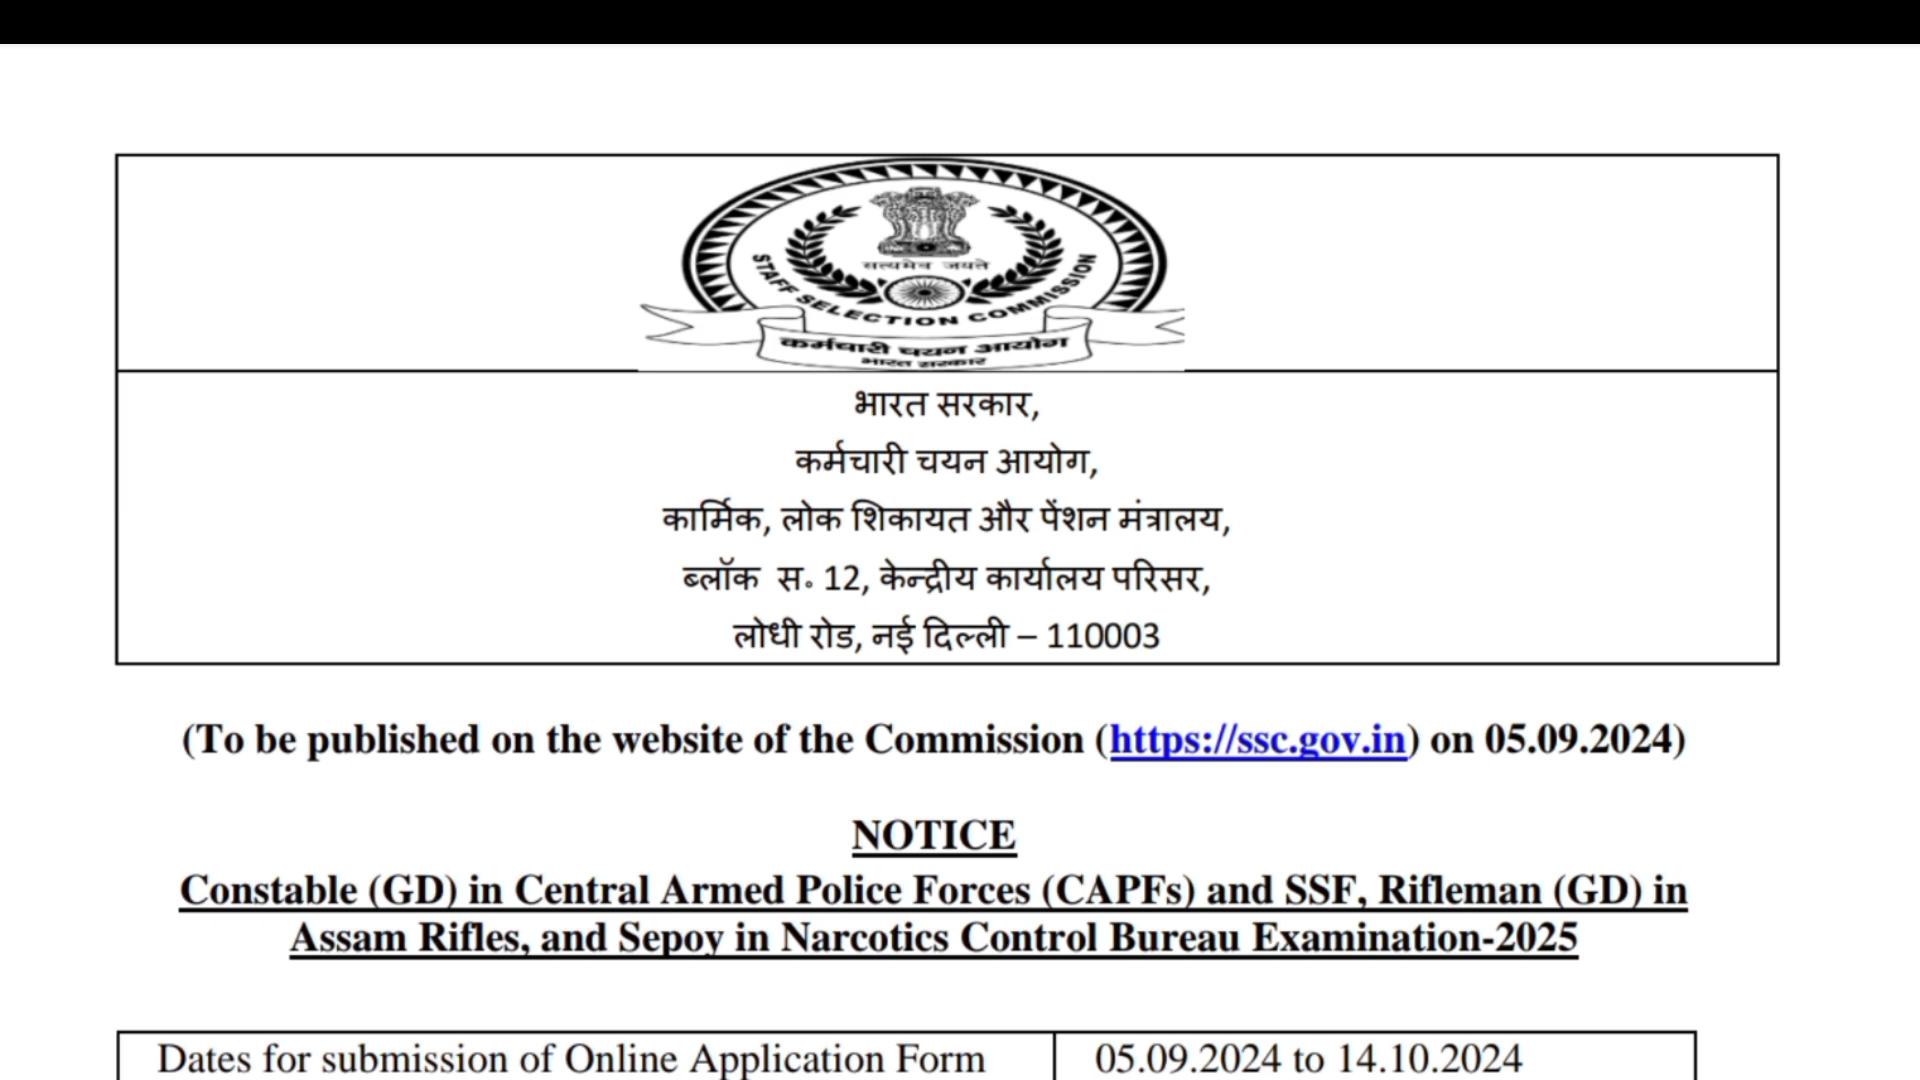 सत्यमेव जयते
STAFF SELECTION COMMISSION
कर्मचारी चयन आयोग
भारत सरकार
भारत सरकार,
कर्मचारी चयन आयोग,
कार्मिक, लोक शिकायत और पेंशन मंत्रालय,
ब्लॉक स॰ 12, केन्द्रीय कार्यालय परिसर,
लोधी रोड, नई दिल्ली – 110003
(To be published on the website of the Commission (https://ssc.gov.in) on 05.09.2024)
NOTICE
Constable (GD) in Central Armed Police Forces (CAPFs) and SSF, Rifleman (GD) in
Assam Rifles, and Sepoy in Narcotics Control Bureau Examination-2025
Dates for submission of Online Application Form 05.09.2024 to 14.10.2024